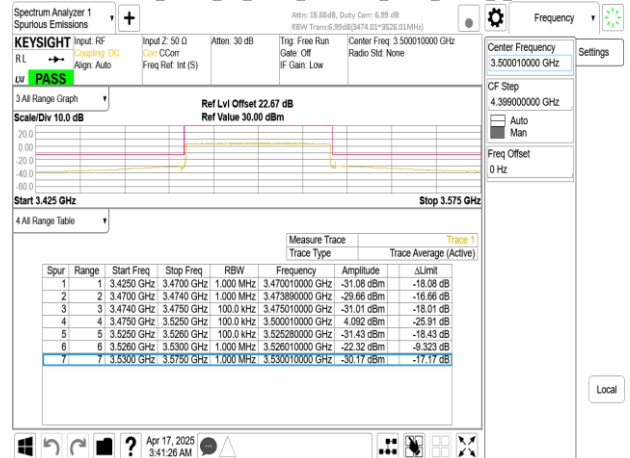 Spectrum Analyzer 1
Spurious Emissions
+
Attn: 15.68dB, Duty Corr: 6.99 dB
RBW Trans:6.99dB(3474.01~3526.01MHz)
Frequency
KEYSIGHT
RL
LXI PASS
Input: RF
Coupling: DC
Align: Auto
Input Z: 50 Ω
Corr CCorr
Freq Ref: Int (S)
Atten: 30 dB
Trig: Free Run
Gate: Off
IF Gain: Low
Center Freq: 3.500010000 GHz
Radio Std: None
Center Frequency
3.500010000 GHz
Settings
CF Step
4.399000000 GHz
Auto
Man
Freq Offset
0 Hz
3 All Range Graph
Scale/Div 10.0 dB
Ref Lvl Offset 22.67 dB
Ref Value 30.00 dBm
20.0
0.00
-20.0
-40.0
-60.0
Start 3.425 GHz
Stop 3.575 GHz
4 All Range Table
Measure Trace Trace 1
Trace Type Trace Average (Active)
Spur Range Start Freq Stop Freq RBW Frequency Amplitude ΔLimit
1 1 3.4250 GHz 3.4700 GHz 1.000 MHz 3.470010000 GHz -31.08 dBm -18.08 dB
2 2 3.4700 GHz 3.4740 GHz 1.000 MHz 3.473890000 GHz -29.66 dBm -16.66 dB
3 3 3.4740 GHz 3.4750 GHz 100.0 kHz 3.475010000 GHz -31.01 dBm -18.01 dB
4 4 3.4750 GHz 3.5250 GHz 100.0 kHz 3.500010000 GHz 4.092 dBm -25.91 dB
5 5 3.5250 GHz 3.5260 GHz 100.0 kHz 3.525280000 GHz -31.43 dBm -18.43 dB
6 6 3.5260 GHz 3.5300 GHz 1.000 MHz 3.526010000 GHz -22.32 dBm -9.323 dB
7 7 3.5300 GHz 3.5750 GHz 1.000 MHz 3.530010000 GHz -30.17 dBm -17.17 dB
Local
?
Apr 17, 2025
3:41:26 AM